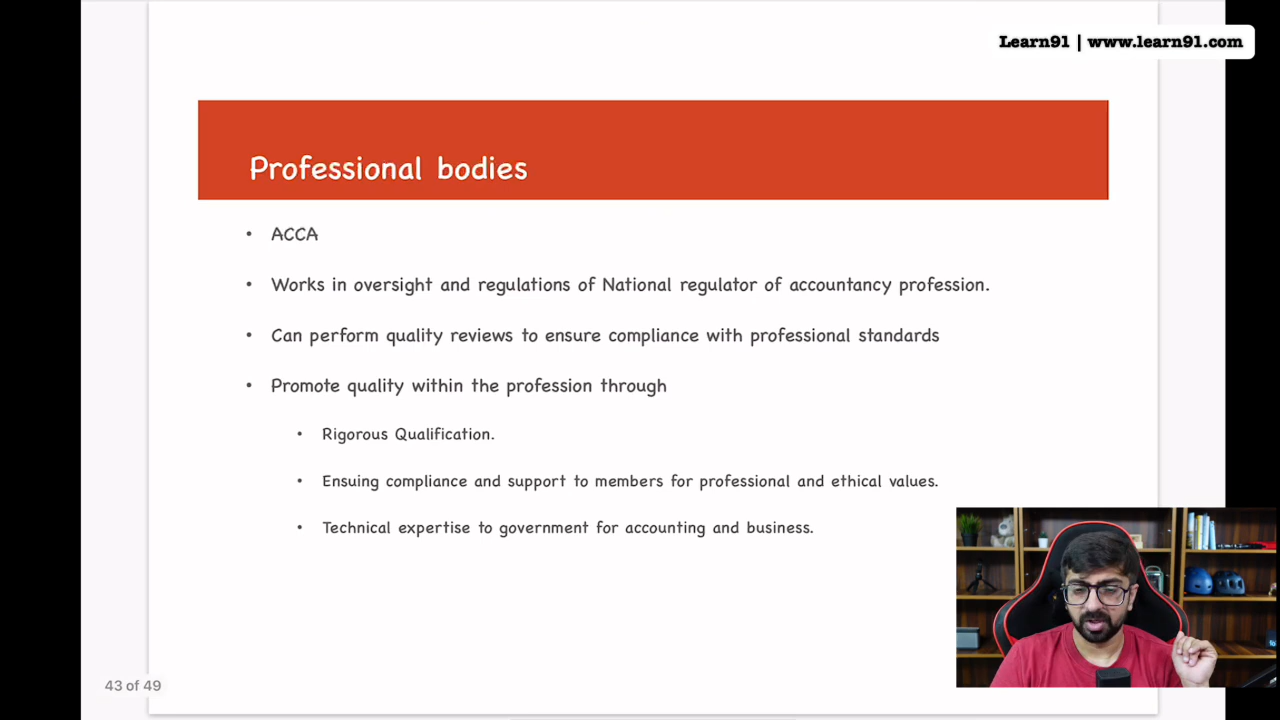 Learn91 | www.learn91.com
Professional bodies
• ACCA
• Works in oversight and regulations of National regulator of accountancy profession.
• Can perform quality reviews to ensure compliance with professional standards
• Promote quality within the profession through
• Rigorous Qualification.
• Ensuing compliance and support to members for professional and ethical values.
• Technical expertise to government for accounting and business.
43 of 49